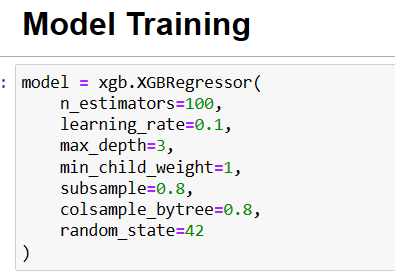 Model Training
: model = xgb.XGBRegressor(
    n_estimators=100,
    learning_rate=0.1,
    max_depth=3,
    min_child_weight=1,
    subsample=0.8,
    colsample_bytree=0.8,
    random_state=42
)